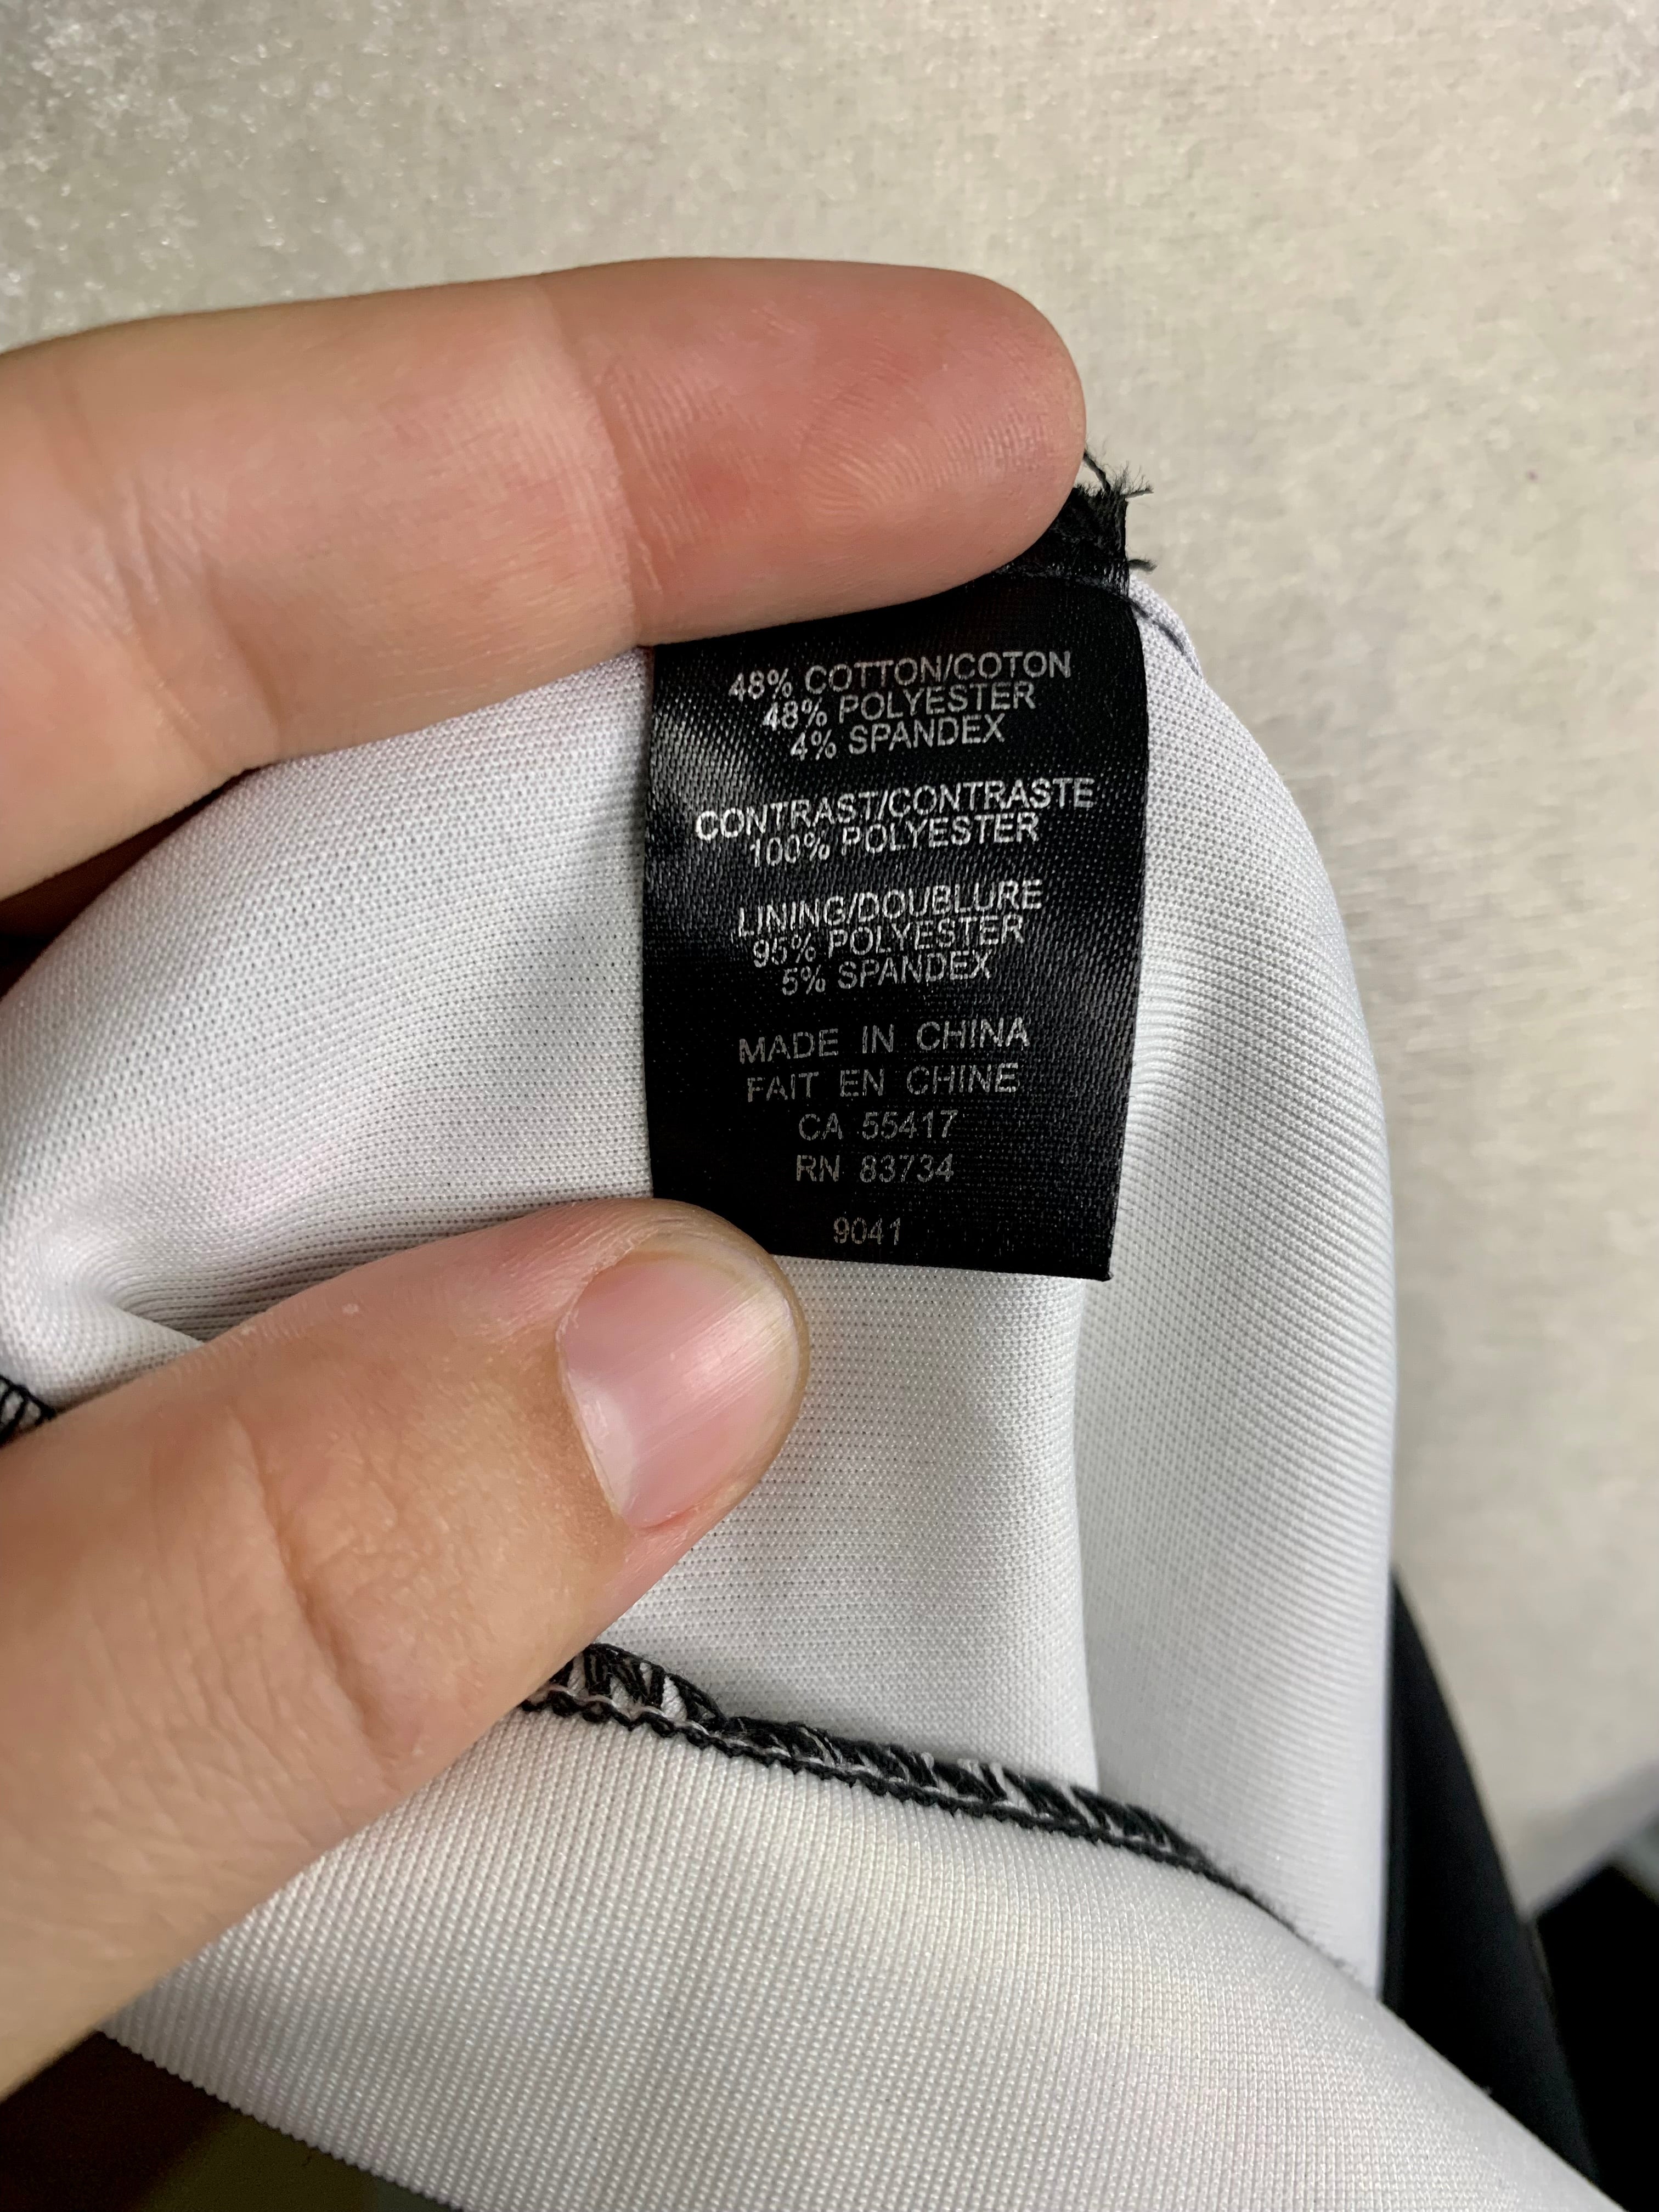 48% COTTON/COTON
48% POLYESTER
4% SPANDEX
CONTRAST/CONTRASTE
100% POLYESTER
LINING/DOUBLURE
95% POLYESTER
5% SPANDEX
MADE IN CHINA
FAIT EN CHINE
CA 55417
RN 83734
9041